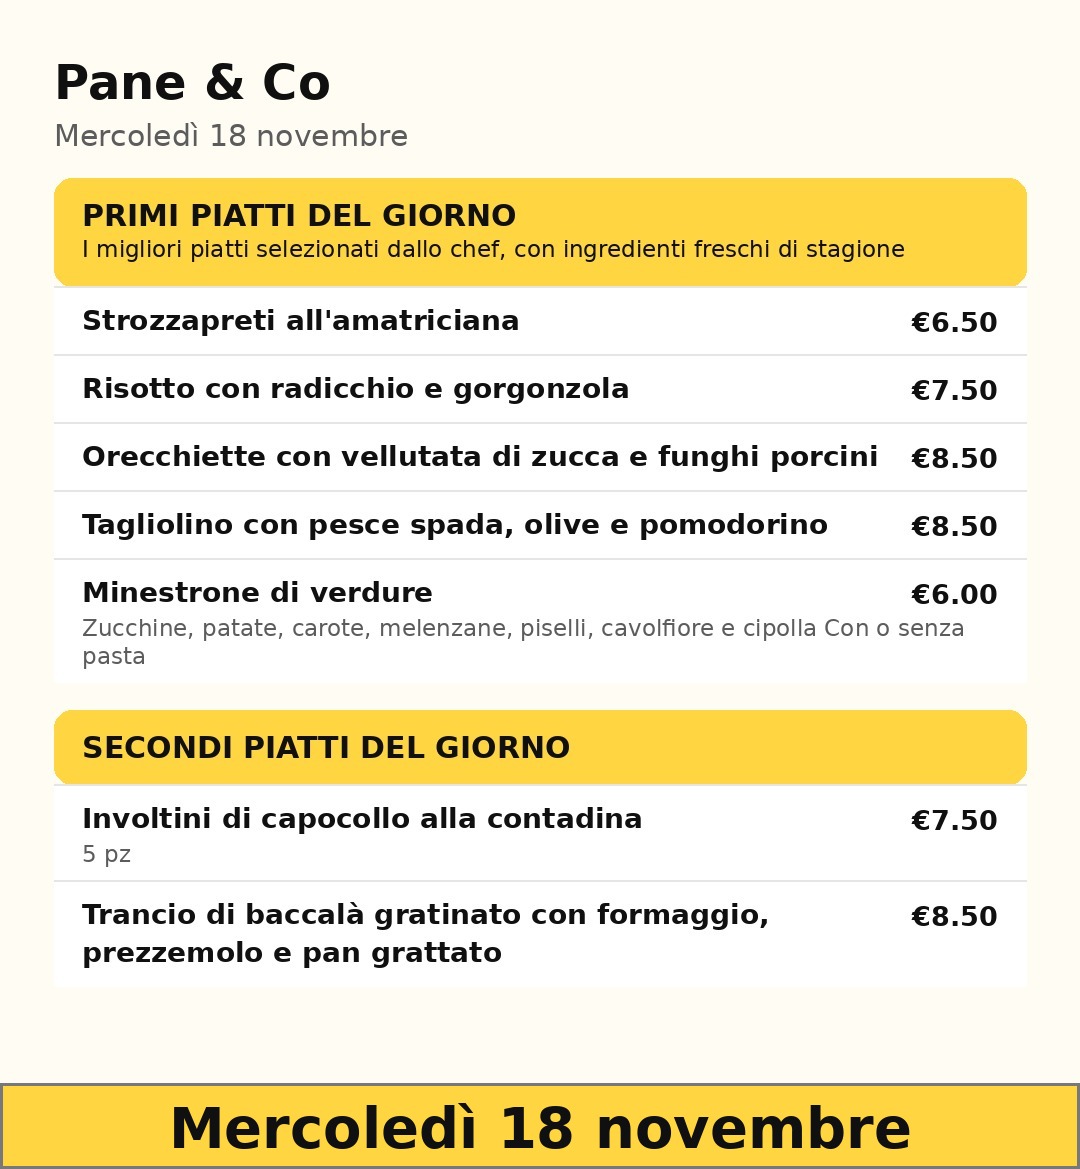 Pane & Co
Mercoledì 18 novembre
PRIMI PIATTI DEL GIORNO
I migliori piatti selezionati dallo chef, con ingredienti freschi di stagione
Strozzapreti all'amatriciana €6.50
Risotto con radicchio e gorgonzola €7.50
Orecchiette con vellutata di zucca e funghi porcini €8.50
Tagliolino con pesce spada, olive e pomodorino €8.50
Minestrone di verdure €6.00
Zucchine, patate, carote, melenzane, piselli, cavolfiore e cipolla Con o senza
pasta
SECONDI PIATTI DEL GIORNO
Involtini di capocollo alla contadina €7.50
5 pz
Trancio di baccalà gratinato con formaggio, €8.50
prezzemolo e pan grattato
Mercoledì 18 novembre